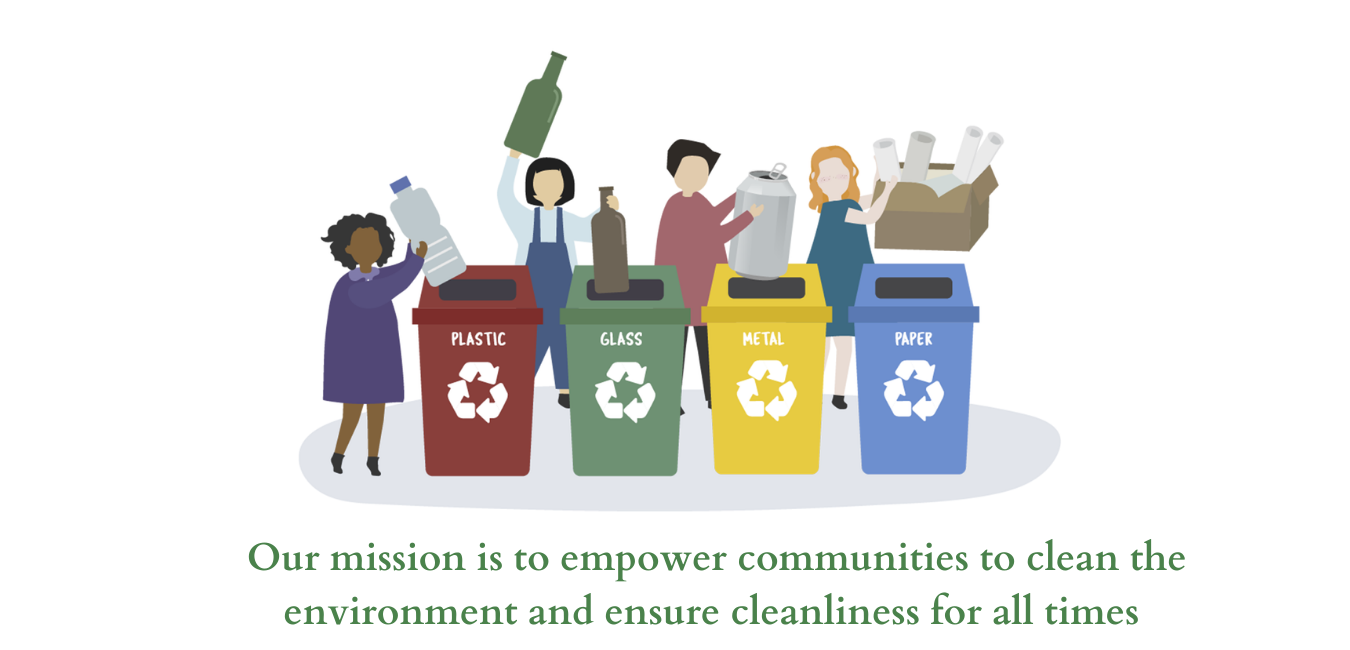 PLASTIC
GLASS
METAL
PAPER
Our mission is to empower communities to clean the
environment and ensure cleanliness for all times